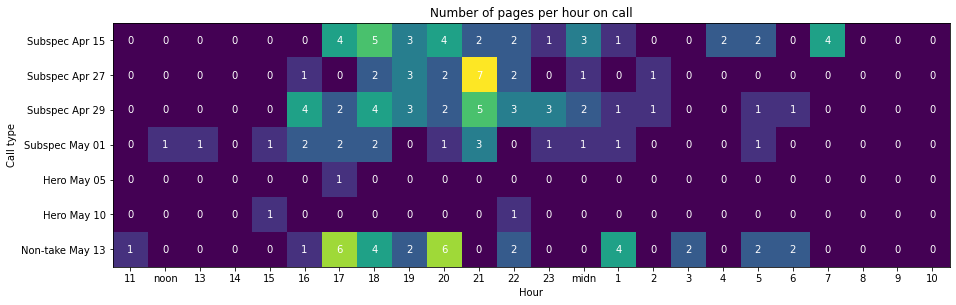 Number of pages per hour on call
Call type
Subspec Apr 15 0 0 0 0 0 0 4 5 3 4 2 2 1 3 1 0 0 2 2 0 4 0 0 0
Subspec Apr 27 0 0 0 0 0 1 0 2 3 2 7 2 0 1 0 1 0 0 0 0 0 0 0 0
Subspec Apr 29 0 0 0 0 0 4 2 4 3 2 5 3 3 2 1 1 0 0 1 1 0 0 0 0
Subspec May 01 0 1 1 0 1 2 2 2 0 1 3 0 1 1 1 0 0 0 1 0 0 0 0 0
Hero May 05 0 0 0 0 0 0 1 0 0 0 0 0 0 0 0 0 0 0 0 0 0 0 0 0
Hero May 10 0 0 0 0 1 0 0 0 0 0 0 1 0 0 0 0 0 0 0 0 0 0 0 0
Non-take May 13 1 0 0 0 0 1 6 4 2 6 0 2 0 0 4 0 2 0 2 2 0 0 0 0
11 noon 13 14 15 16 17 18 19 20 21 22 23 midn 1 2 3 4 5 6 7 8 9 10
Hour